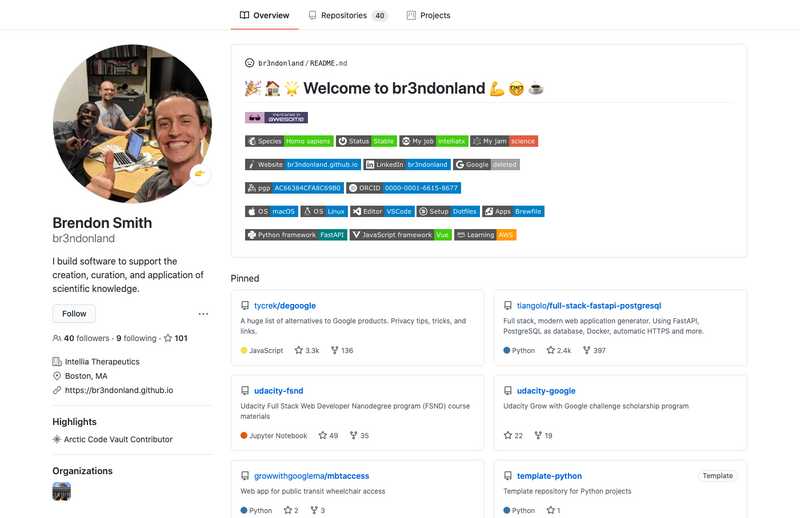 Overview
Repositories 40
Projects
br3ndonland/README.md
Welcome to br3ndonland
mentioned in
awesome
Species Homo sapiens
Status Stable
My job intelliatx
My jam science
Website br3ndonland.github.io
LinkedIn br3ndonland
Google deleted
pgp AC66384CFA8C69B0
ORCID 0000-0001-6615-8677
OS macOS
OS Linux
Editor VSCode
Setup Dotfiles
Apps Brewfile
Python framework FastAPI
JavaScript framework Vue
Learning AWS
Brendon Smith
br3ndonland
I build software to support the
creation, curation, and application of
scientific knowledge.
Follow
40 followers · 9 following · 101
Intellia Therapeutics
Boston, MA
https://br3ndonland.github.io
Highlights
Arctic Code Vault Contributor
Organizations
Pinned
tycrek/degoogle
A huge list of alternatives to Google products. Privacy tips, tricks, and
links.
JavaScript 3.3k 136
tiangolo/full-stack-fastapi-postgresql
Full stack, modern web application generator. Using FastAPI,
PostgreSQL as database, Docker, automatic HTTPS and more.
Python 2.4k 397
udacity-fsnd
Udacity Full Stack Web Developer Nanodegree program (FSND) course
materials
Jupyter Notebook 49 35
udacity-google
Udacity Grow with Google challenge scholarship program
22 19
growwithgooglema/mbtaccess
Web app for public transit wheelchair access
Python 2 3
template-python
Template
Template repository for Python projects
Python 1